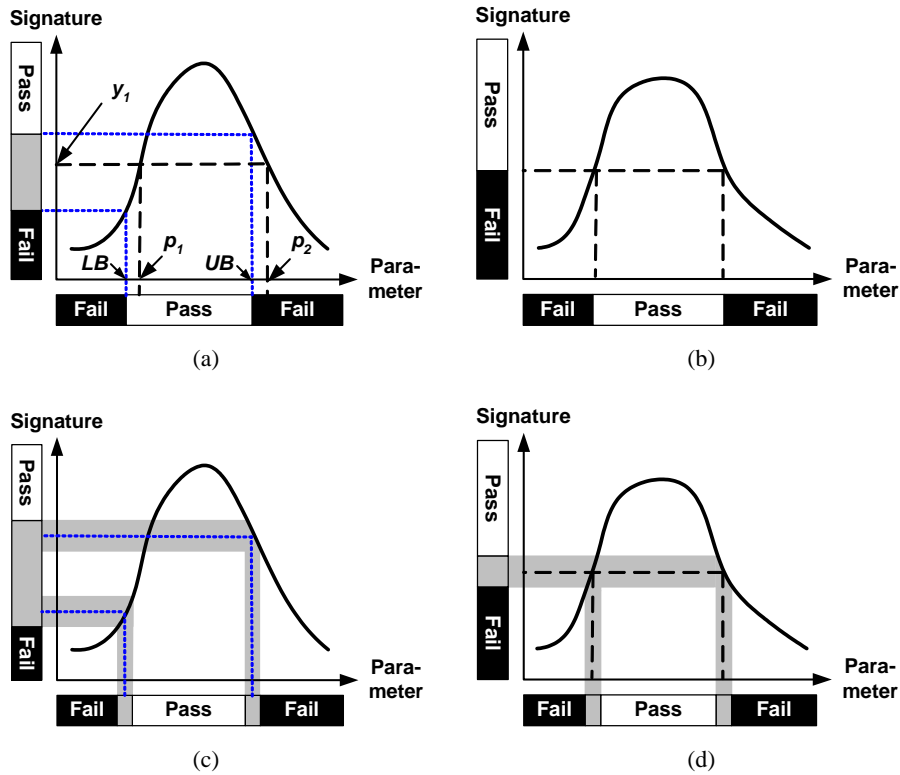 Signature
Pass
Fail
y1
LB
p1
UB
p2
Para-
meter
Fail Pass Fail
(a)
Signature
Pass
Fail
Para-
meter
Fail Pass Fail
(b)
Signature
Pass
Fail
Para-
meter
Fail Pass Fail
(c)
Signature
Pass
Fail
Para-
meter
Fail Pass Fail
(d)